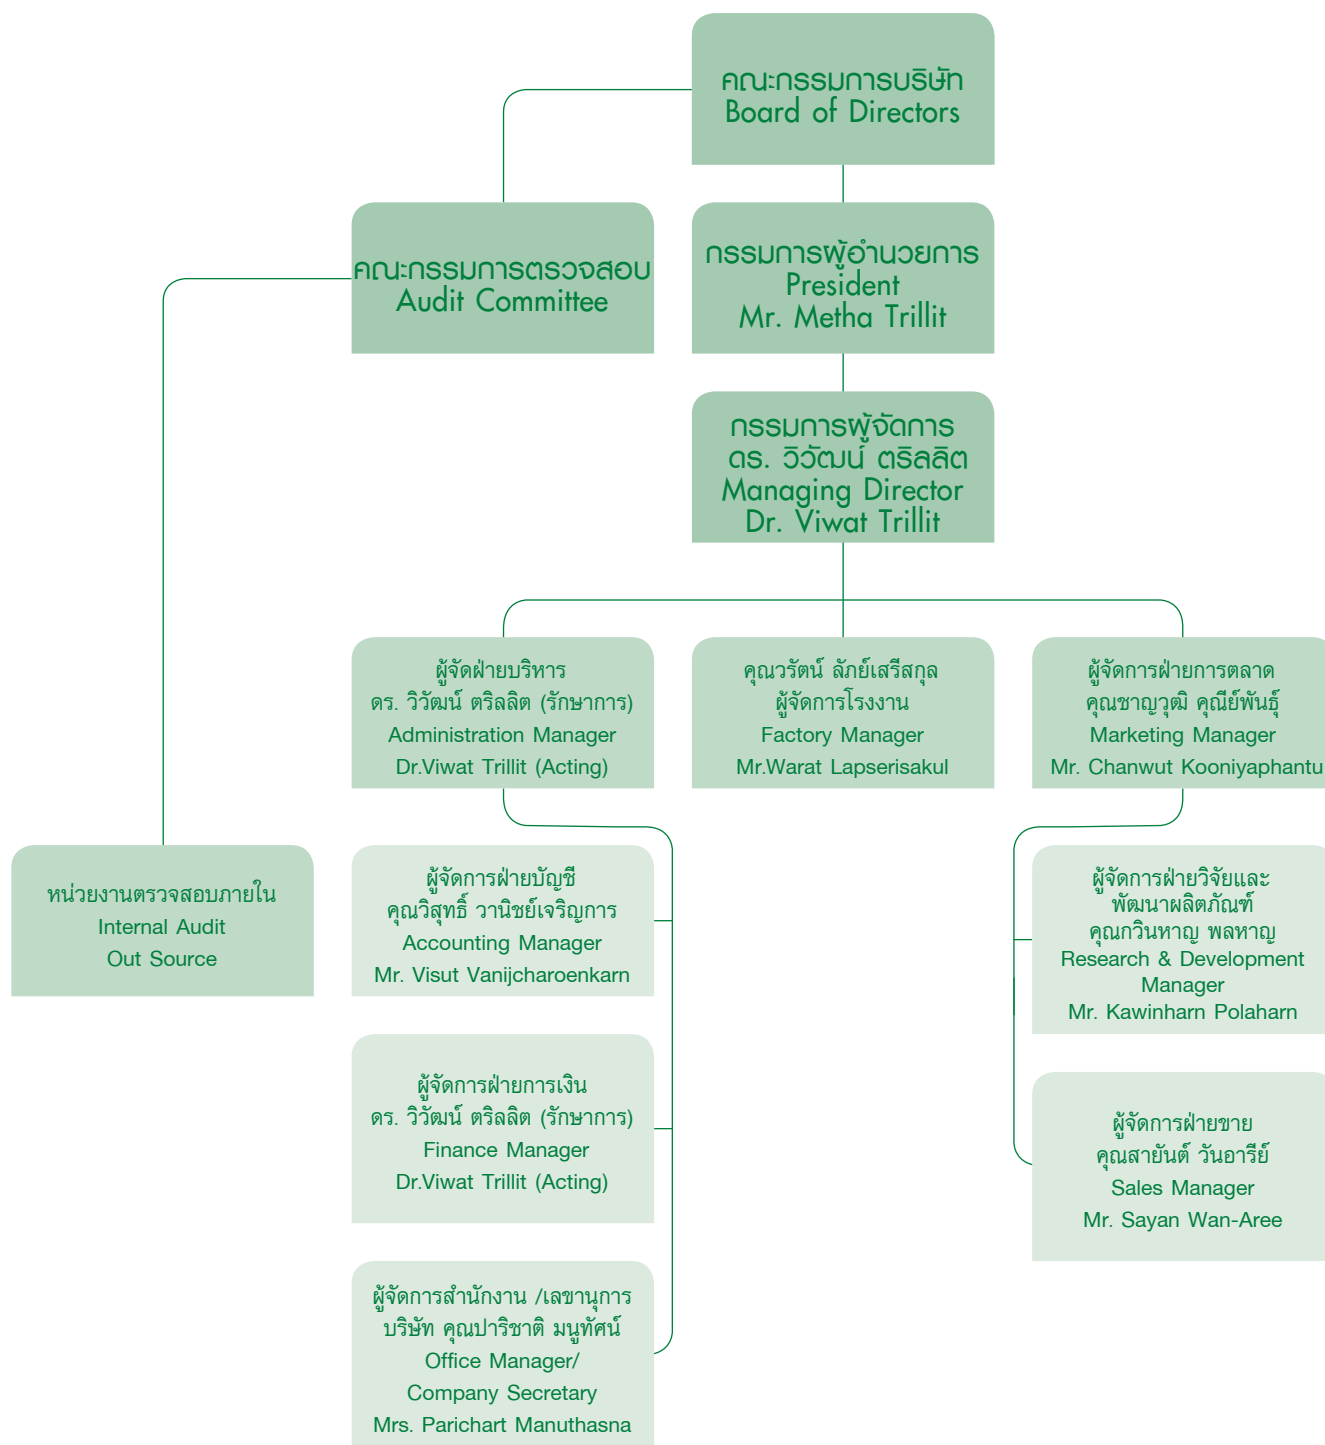 คณะกรรมการบริษัท
Board of Directors
คณะกรรมการตรวจสอบ
Audit Committee
กรรมการผู้อำนวยการ
President
Mr. Metha Trillit
กรรมการผู้จัดการ
ดร. วิวัฒน์ ตริลลิต
Managing Director
Dr. Viwat Trillit
ผู้จัดฝ่ายบริหาร
ดร. วิวัฒน์ ตริลลิต (รักษาการ)
Administration Manager
Dr.Viwat Trillit (Acting)
คุณวรัตน์ ลัภย์เสรีสกุล
ผู้จัดการโรงงาน
Factory Manager
Mr.Warat Lapserisakul
ผู้จัดการฝ่ายการตลาด
คุณชาญวุฒิ คุณีย์พันธุ์
Marketing Manager
Mr. Chanwut Kooniyaphantu
หน่วยงานตรวจสอบภายใน
Internal Audit
Out Source
ผู้จัดการฝ่ายบัญชี
คุณวิสุทธิ์ วานิชย์เจริญการ
Accounting Manager
Mr. Visut Vanijcharoenkarn
ผู้จัดการฝ่ายวิจัยและ
พัฒนาผลิตภัณฑ์
คุณกวินหาญ พลหาญ
Research & Development
Manager
Mr. Kawinharn Polaharn
ผู้จัดการฝ่ายการเงิน
ดร. วิวัฒน์ ตริลลิต (รักษาการ)
Finance Manager
Dr.Viwat Trillit (Acting)
ผู้จัดการฝ่ายขาย
คุณสายันต์ วันอารีย์
Sales Manager
Mr. Sayan Wan-Aree
ผู้จัดการสำนักงาน /เลขานุการ
บริษัท คุณปาริชาติ มนูทัศน์
Office Manager/
Company Secretary
Mrs. Parichart Manuthasna